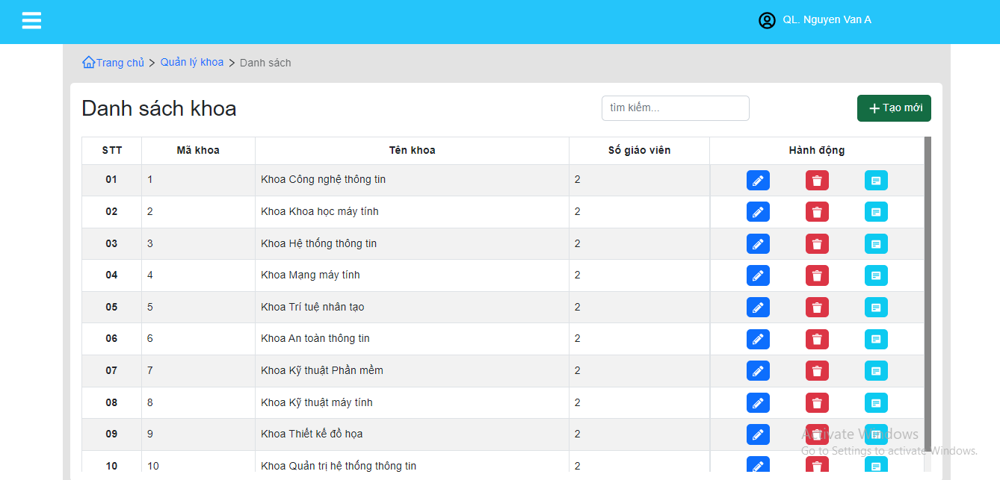 QL. Nguyen Van A
Trang chủ > Quản lý khoa > Danh sách
Danh sách khoa
tìm kiếm...
+ Tạo mới
STT Mã khoa Tên khoa Số giáo viên Hành động
01 1 Khoa Công nghệ thông tin 2
02 2 Khoa Khoa học máy tính 2
03 3 Khoa Hệ thống thông tin 2
04 4 Khoa Mạng máy tính 2
05 5 Khoa Trí tuệ nhân tạo 2
06 6 Khoa An toàn thông tin 2
07 7 Khoa Kỹ thuật Phần mềm 2
08 8 Khoa Kỹ thuật máy tính 2
09 9 Khoa Thiết kế đồ họa 2
10 10 Khoa Quản trị hệ thống thông tin 2
Activate Windows
Go to Settings to activate Windows.